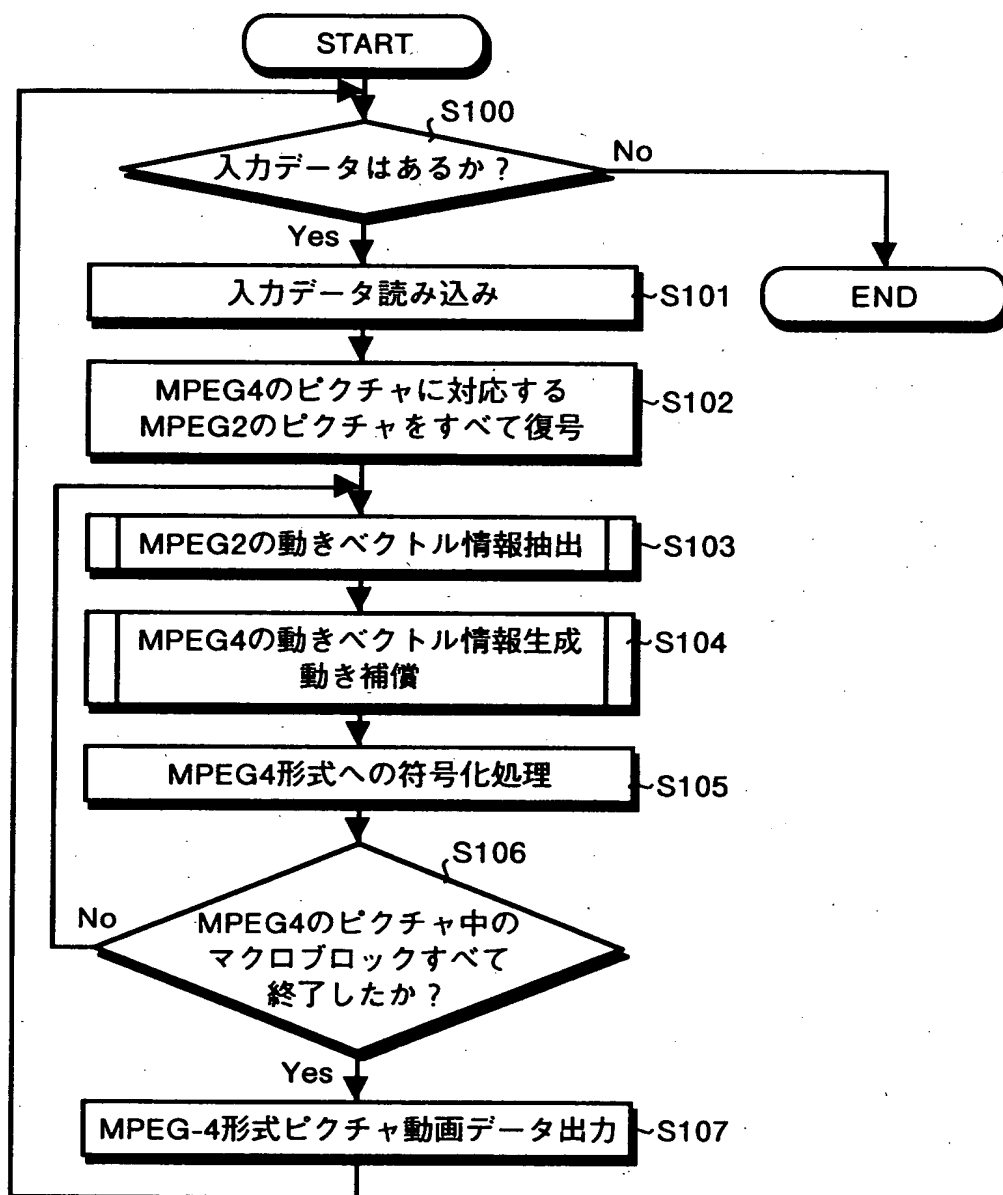 START
S100
入力データはあるか？
No
Yes
入力データ読み込み
S101
END
MPEG4のピクチャに対応する
MPEG2のピクチャをすべて復号
S102
MPEG2の動きベクトル情報抽出
S103
MPEG4の動きベクトル情報生成
動き補償
S104
MPEG4形式への符号化処理
S105
S106
No
MPEG4のピクチャ中の
マクロブロックすべて
終了したか？
Yes
MPEG-4形式ピクチャ動画データ出力
S107